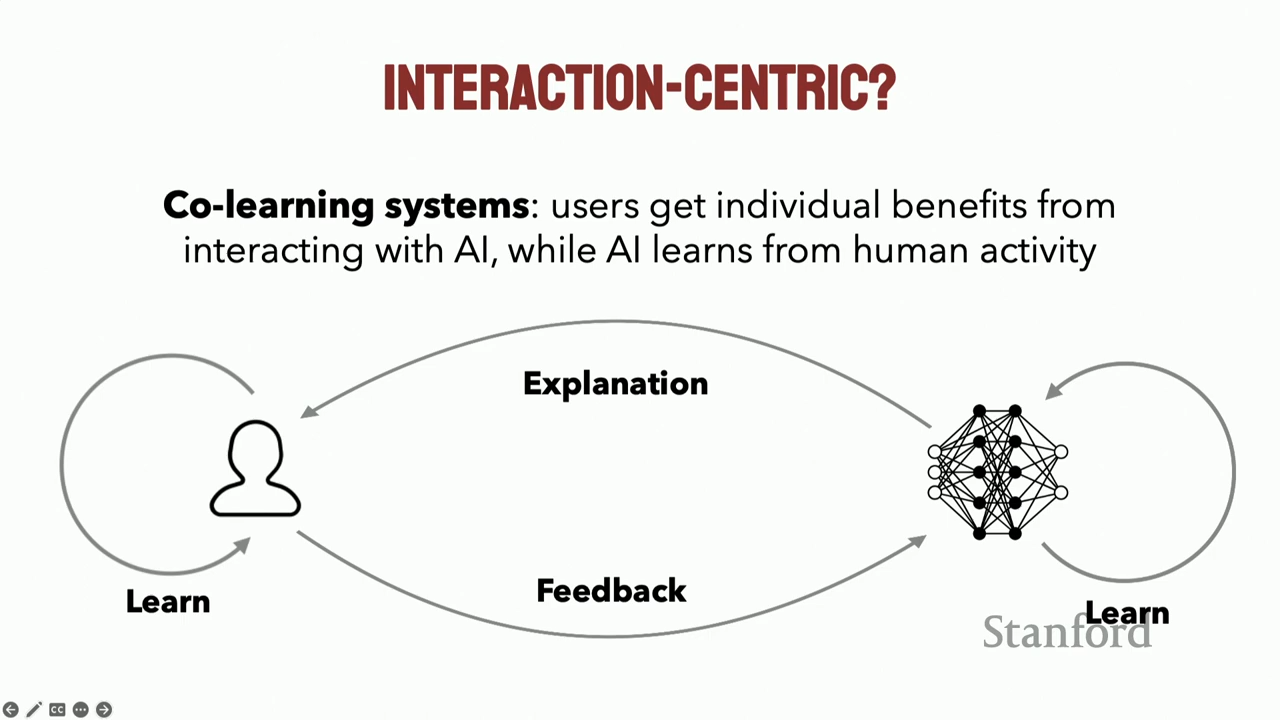 INTERACTION-CENTRIC?
Co-learning systems: users get individual benefits from
interacting with AI, while AI learns from human activity
Explanation
Feedback
Learn
Learn
Stanford
CC